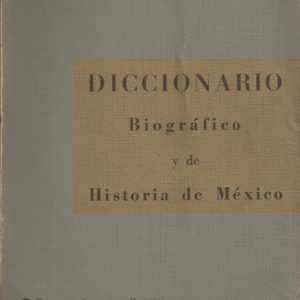 DICCIONARIO
Biográfico
y de
Historia de México